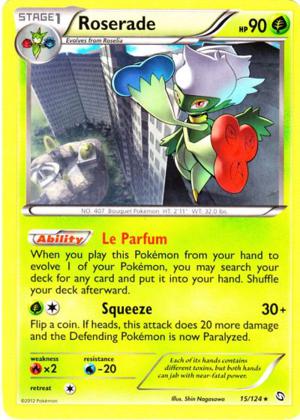 STAGE1
Roserade
HP 90
Evolves from Roselia
NO. 407 Bouquet Pokémon HT: 2'11" WT: 32.0 lbs.
Ability Le Parfum
When you play this Pokémon from your hand to
evolve 1 of your Pokémon, you may search your
deck for any card and put it into your hand. Shuffle
your deck afterward.
Squeeze 30+
Flip a coin. If heads, this attack does 20 more damage
and the Defending Pokémon is now Paralyzed.
weakness resistance
×2 -20
Each of its hands contains
different toxins, but both hands
can jab with near-fatal power.
retreat
©2012 Pokémon
Illus. Shin Nagasawa
15/124 ★